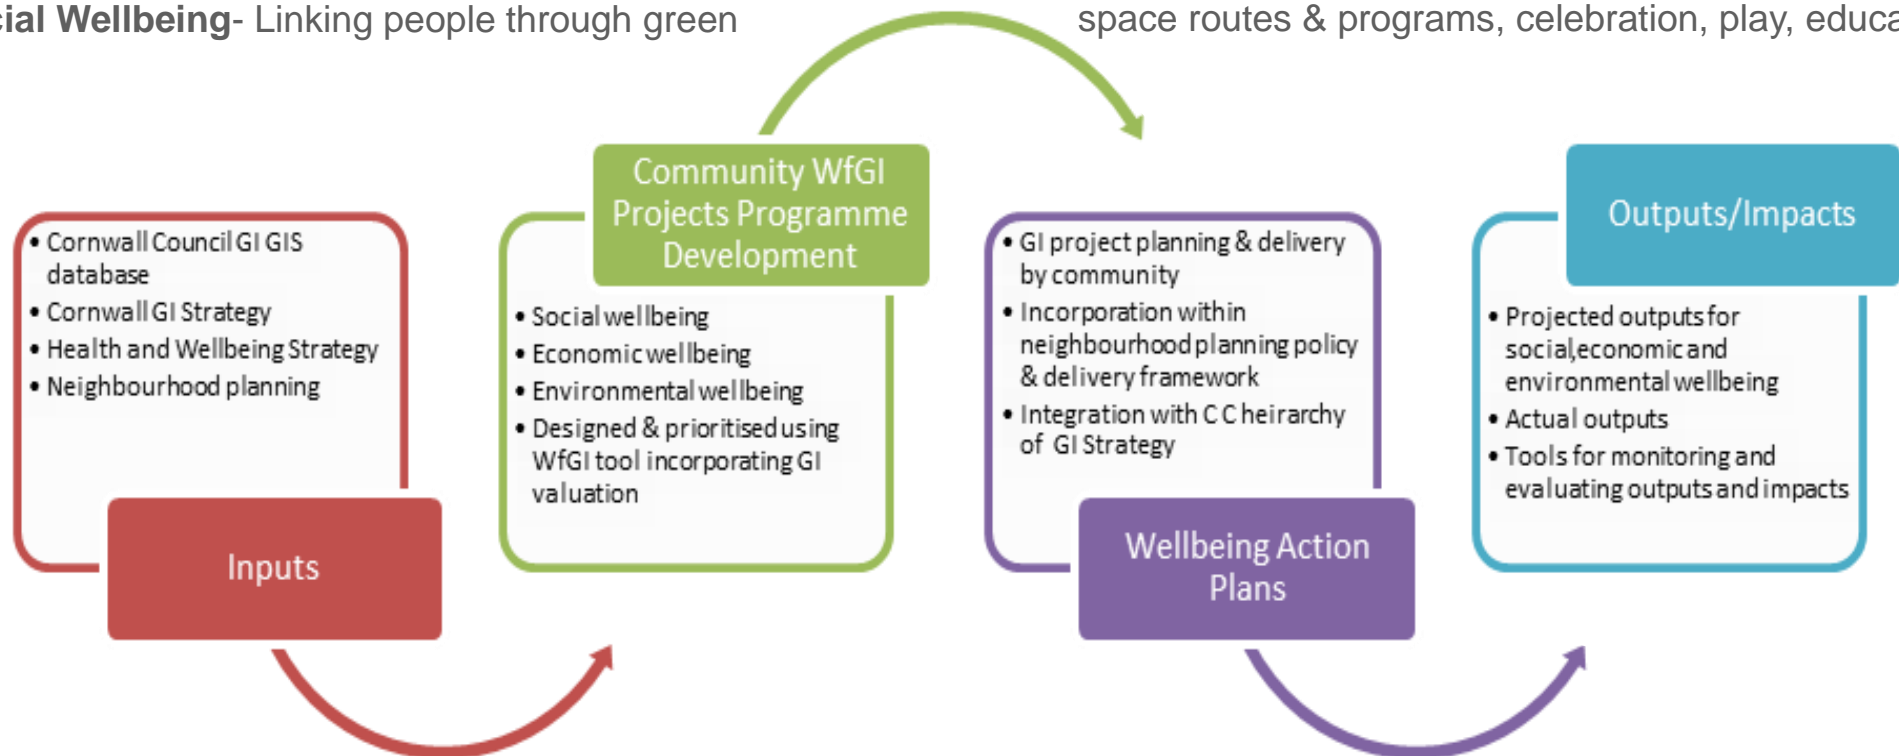 cial Wellbeing- Linking people through green
space routes & programs, celebration, play, educa
• Cornwall Council GI GIS
database
• Cornwall GI Strategy
• Health and Wellbeing Strategy
• Neighbourhood planning
Inputs
Community WfGI
Projects Programme
Development
• Social wellbeing
• Economic wellbeing
• Environmental wellbeing
• Designed & prioritised using
WfGI tool incorporating GI
valuation
• GI project planning & delivery
by community
• Incorporation within
neighbourhood planning policy
& delivery framework
• Integration with C C heirarchy
of GI Strategy
Wellbeing Action
Plans
Outputs/Impacts
• Projected outputs for
social,economic and
environmental wellbeing
• Actual outputs
• Tools for monitoring and
evaluating outputs and impacts